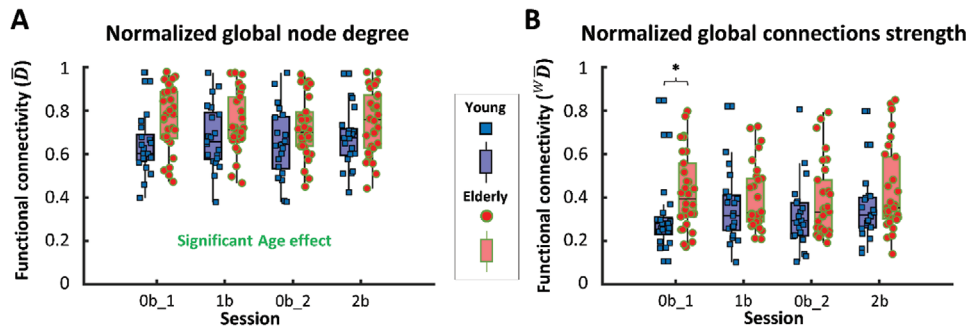 A
Normalized global node degree
Functional connectivity (D̅)
1
0.8
0.6
0.4
0.2
0
Significant Age effect
0b_1 1b 0b_2 2b
Session
Young
Elderly
B
Normalized global connections strength
Functional connectivity (ᵂD̅)
1
0.8
0.6
0.4
0.2
0
*
0b_1 1b 0b_2 2b
Session